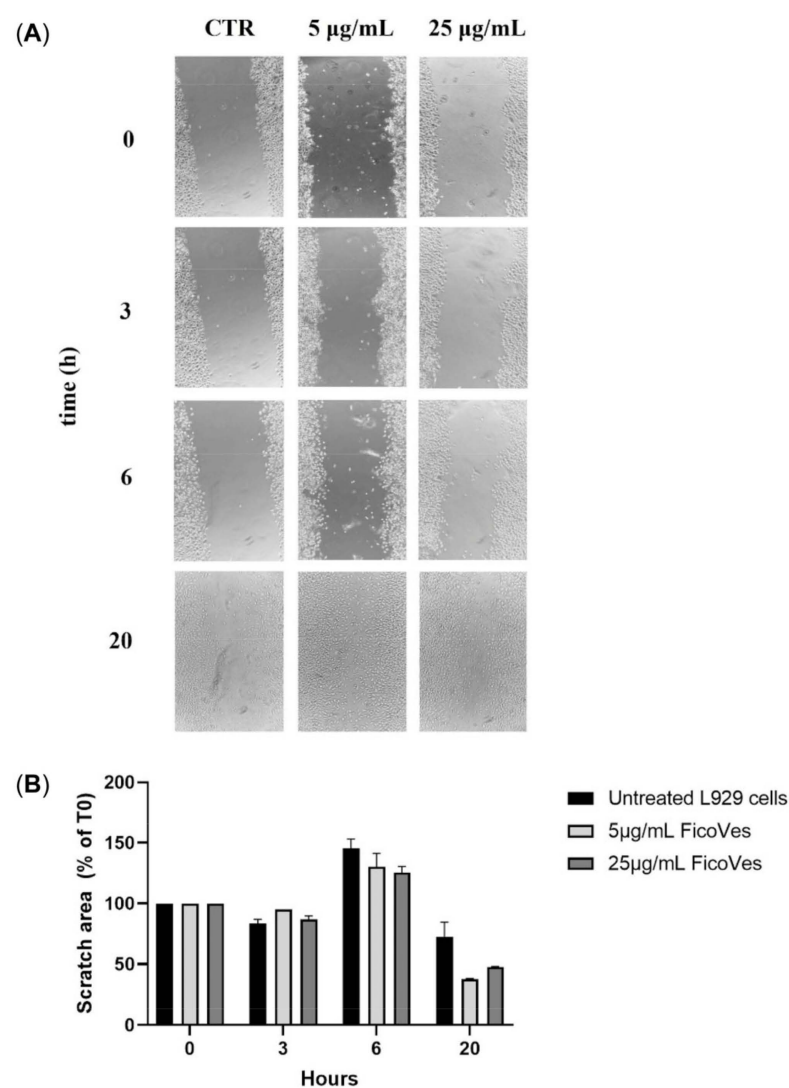 (A)
CTR 5 μg/mL 25 μg/mL
0
3
time (h)
6
20
(B)
Scratch area (% of T0)
200
150
100
50
0
0 3 6 20
Hours
Untreated L929 cells
5μg/mL FicoVes
25μg/mL FicoVes